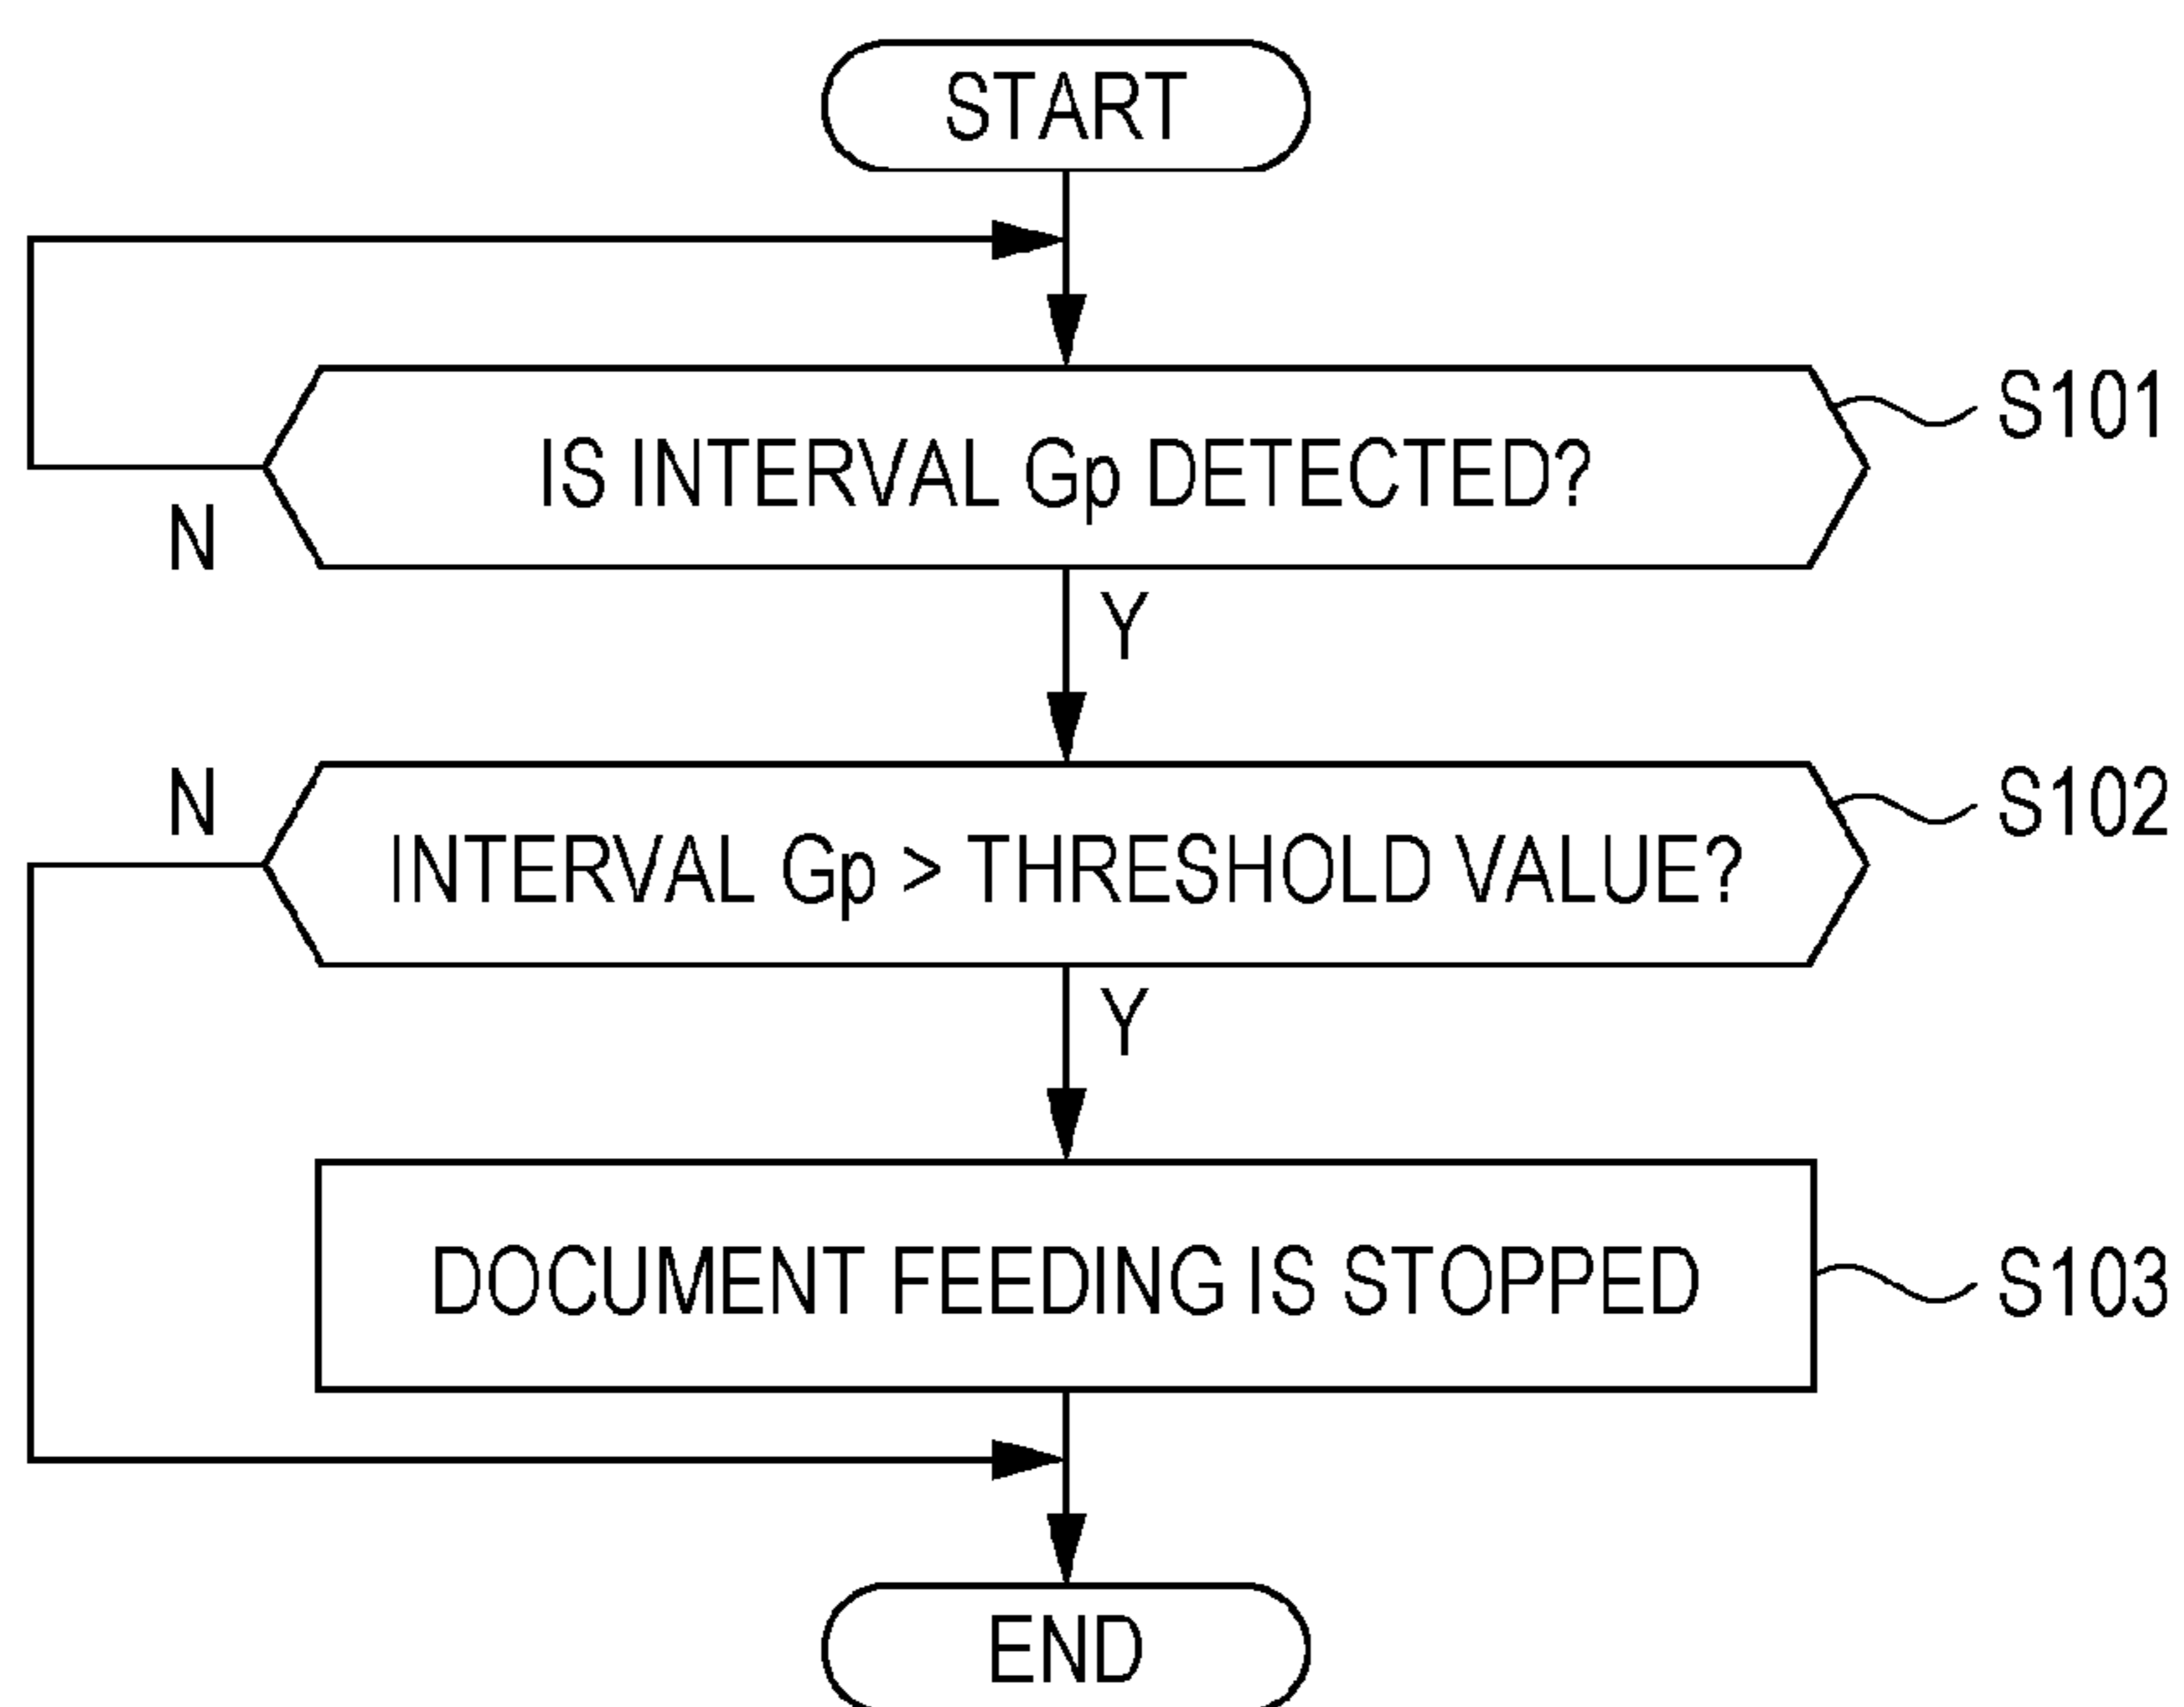 START
IS INTERVAL Gp DETECTED?
S101
N
Y
N
INTERVAL Gp > THRESHOLD VALUE?
S102
Y
DOCUMENT FEEDING IS STOPPED
S103
END